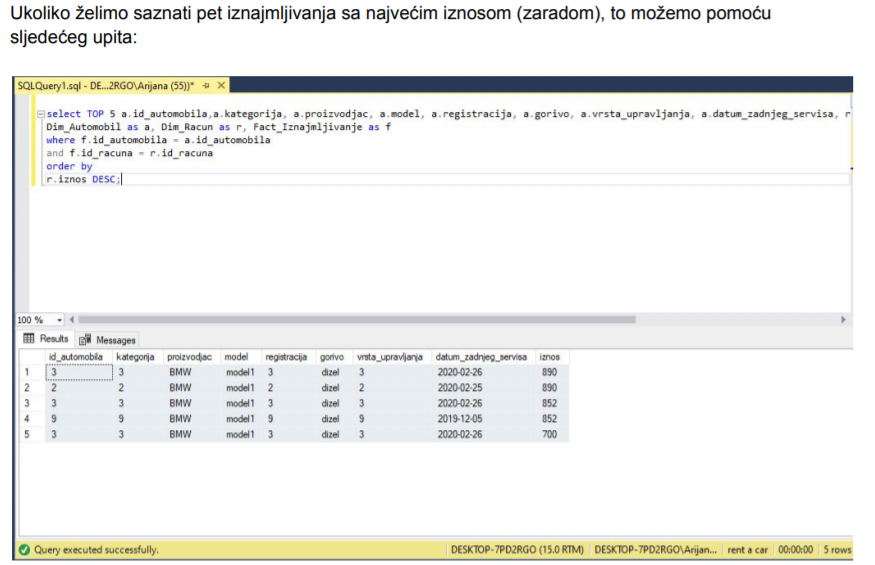 Ukoliko želimo saznati pet iznajmljivanja sa najvećim iznosom (zaradom), to možemo pomoću
sljedećeg upita:
SQLQuery1.sql - DE...2RGO\Arijana (55))*
select TOP 5 a.id_automobila,a.kategorija, a.proizvodjac, a.model, a.registracija, a.gorivo, a.vrsta_upravljanja, a.datum_zadnjeg_servisa, r
Dim_Automobil as a, Dim_Racun as r, Fact_Iznajmljivanje as f
where f.id_automobila = a.id_automobila
and f.id_racuna = r.id_racuna
order by
r.iznos DESC;
100 %
Results Messages
id_automobila kategorija proizvodjac model registracija gorivo vrsta_upravljanja datum_zadnjeg_servisa iznos
1 3 3 BMW model1 3 dizel 3 2020-02-26 890
2 2 2 BMW model1 2 dizel 2 2020-02-25 890
3 3 3 BMW model1 3 dizel 3 2020-02-26 852
4 9 9 BMW model1 9 dizel 9 2019-12-05 852
5 3 3 BMW model1 3 dizel 3 2020-02-26 700
Query executed successfully. DESKTOP-7PD2RGO (15.0 RTM) DESKTOP-7PD2RGO\Arijan... rent a car 00:00:00 5 rows